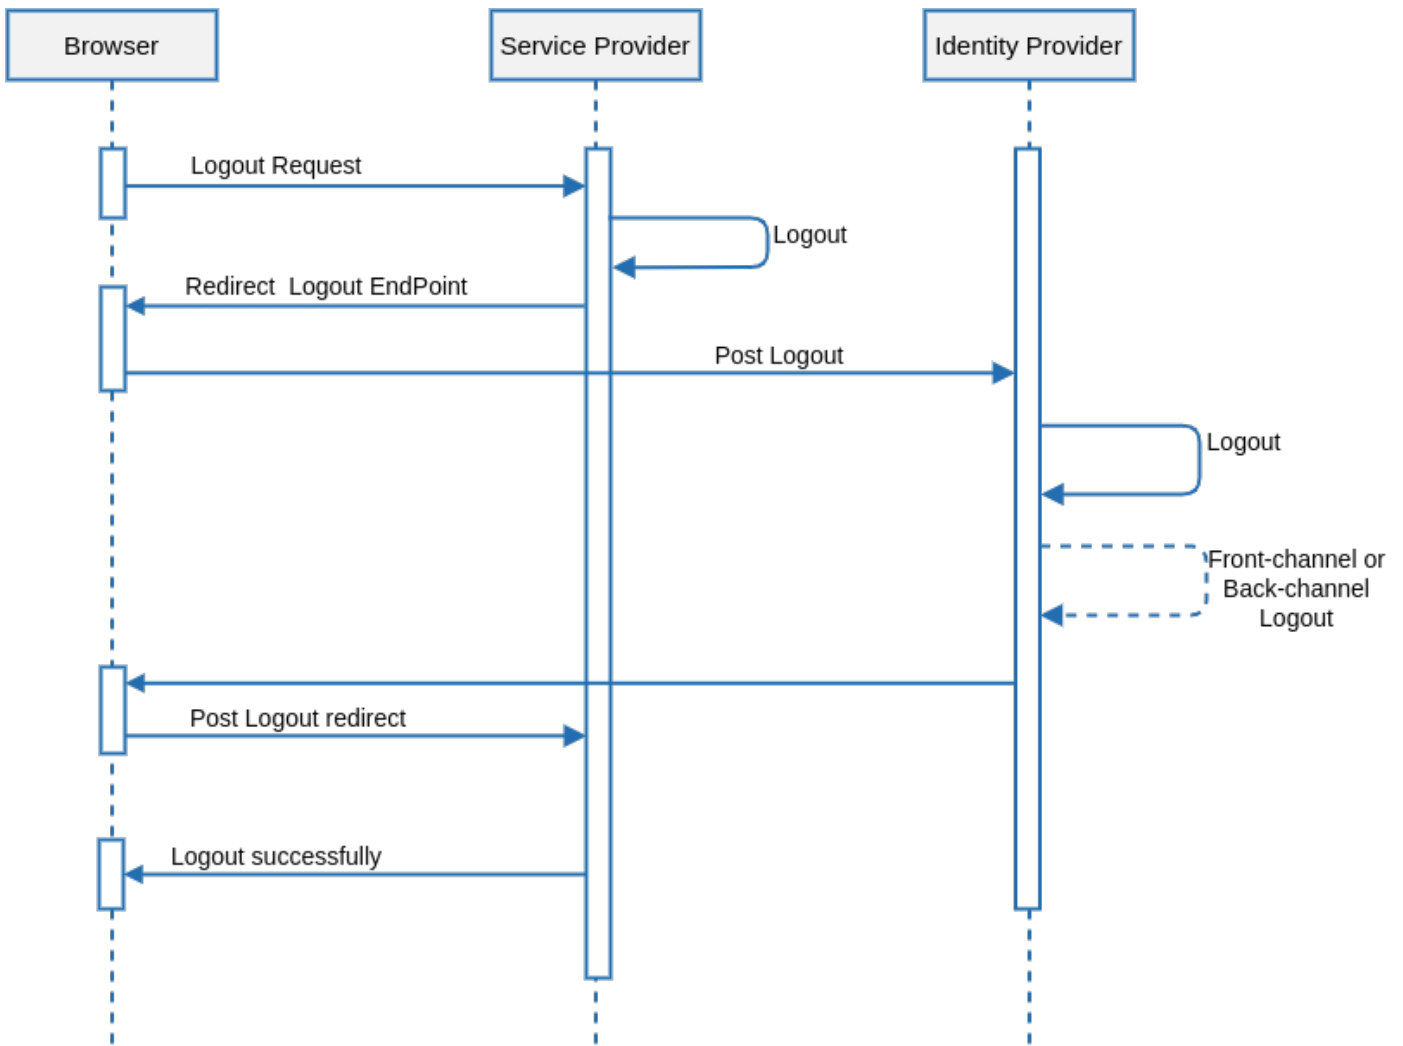 Browser
Service Provider
Identity Provider
Logout Request
Logout
Redirect  Logout EndPoint
Post Logout
Logout
Front-channel or
Back-channel
Logout
Post Logout redirect
Logout successfully